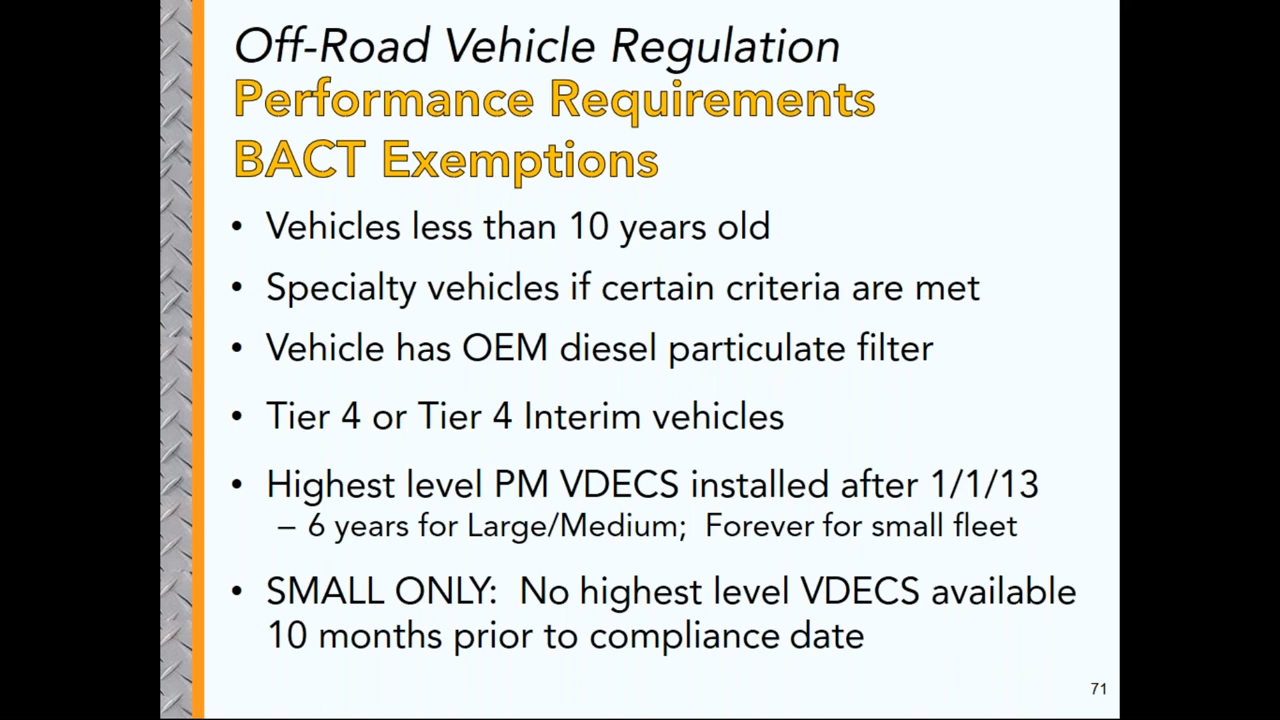 Off-Road Vehicle Regulation
Performance Requirements
BACT Exemptions
• Vehicles less than 10 years old
• Specialty vehicles if certain criteria are met
• Vehicle has OEM diesel particulate filter
• Tier 4 or Tier 4 Interim vehicles
• Highest level PM VDECS installed after 1/1/13
– 6 years for Large/Medium;  Forever for small fleet
• SMALL ONLY:  No highest level VDECS available
10 months prior to compliance date
71